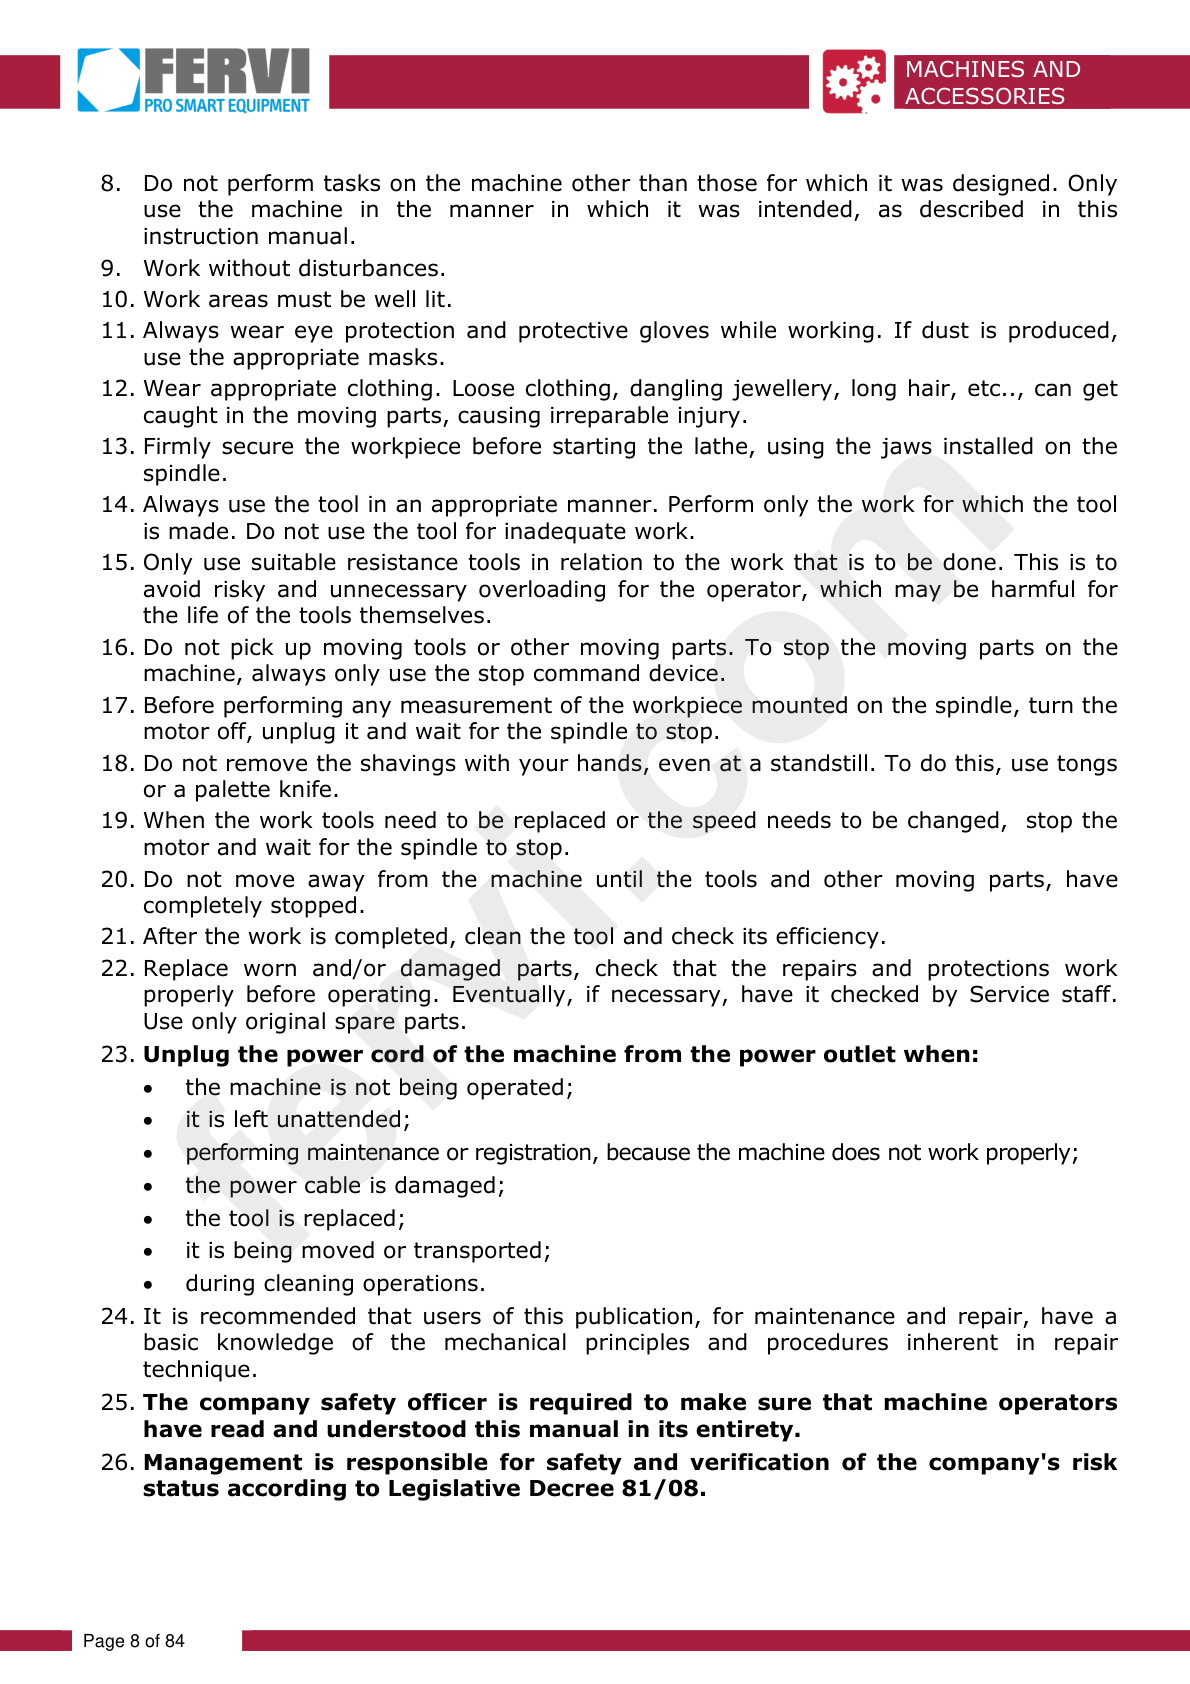 FERVI
PRO SMART EQUIPMENT
MACHINES AND
ACCESSORIES
8. Do not perform tasks on the machine other than those for which it was designed. Only
use the machine in the manner in which it was intended, as described in this
instruction manual.
9. Work without disturbances.
10. Work areas must be well lit.
11. Always wear eye protection and protective gloves while working. If dust is produced,
use the appropriate masks.
12. Wear appropriate clothing. Loose clothing, dangling jewellery, long hair, etc.., can get
caught in the moving parts, causing irreparable injury.
13. Firmly secure the workpiece before starting the lathe, using the jaws installed on the
spindle.
14. Always use the tool in an appropriate manner. Perform only the work for which the tool
is made. Do not use the tool for inadequate work.
15. Only use suitable resistance tools in relation to the work that is to be done. This is to
avoid risky and unnecessary overloading for the operator, which may be harmful for
the life of the tools themselves.
16. Do not pick up moving tools or other moving parts. To stop the moving parts on the
machine, always only use the stop command device.
17. Before performing any measurement of the workpiece mounted on the spindle, turn the
motor off, unplug it and wait for the spindle to stop.
18. Do not remove the shavings with your hands, even at a standstill. To do this, use tongs
or a palette knife.
19. When the work tools need to be replaced or the speed needs to be changed, stop the
motor and wait for the spindle to stop.
20. Do not move away from the machine until the tools and other moving parts, have
completely stopped.
21. After the work is completed, clean the tool and check its efficiency.
22. Replace worn and/or damaged parts, check that the repairs and protections work
properly before operating. Eventually, if necessary, have it checked by Service staff.
Use only original spare parts.
23. Unplug the power cord of the machine from the power outlet when:
• the machine is not being operated;
• it is left unattended;
• performing maintenance or registration, because the machine does not work properly;
• the power cable is damaged;
• the tool is replaced;
• it is being moved or transported;
• during cleaning operations.
24. It is recommended that users of this publication, for maintenance and repair, have a
basic knowledge of the mechanical principles and procedures inherent in repair
technique.
25. The company safety officer is required to make sure that machine operators
have read and understood this manual in its entirety.
26. Management is responsible for safety and verification of the company's risk
status according to Legislative Decree 81/08.
fervi.com
Page 8 of 84